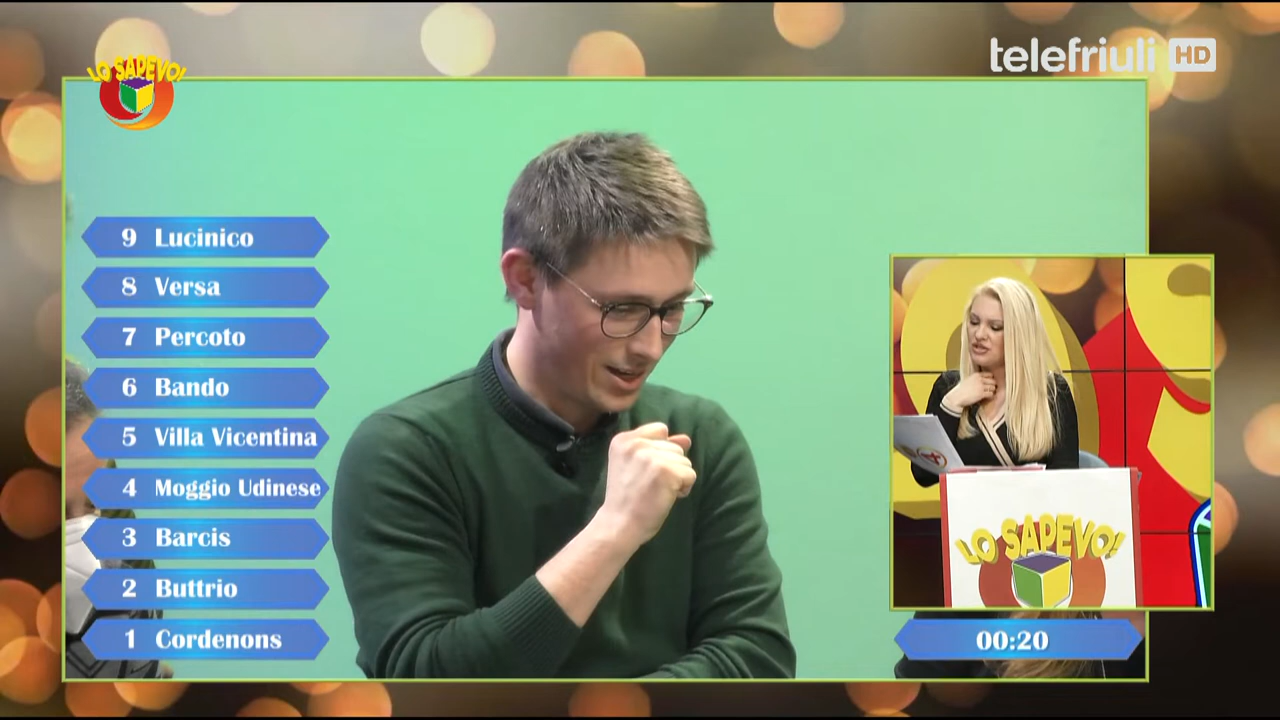 LO SAPEVO!
telefriuli HD
9 Lucinico
8 Versa
7 Percoto
6 Bando
5 Villa Vicentina
4 Moggio Udinese
3 Barcis
2 Buttrio
1 Cordenons
LO SAPEVO!
00:20